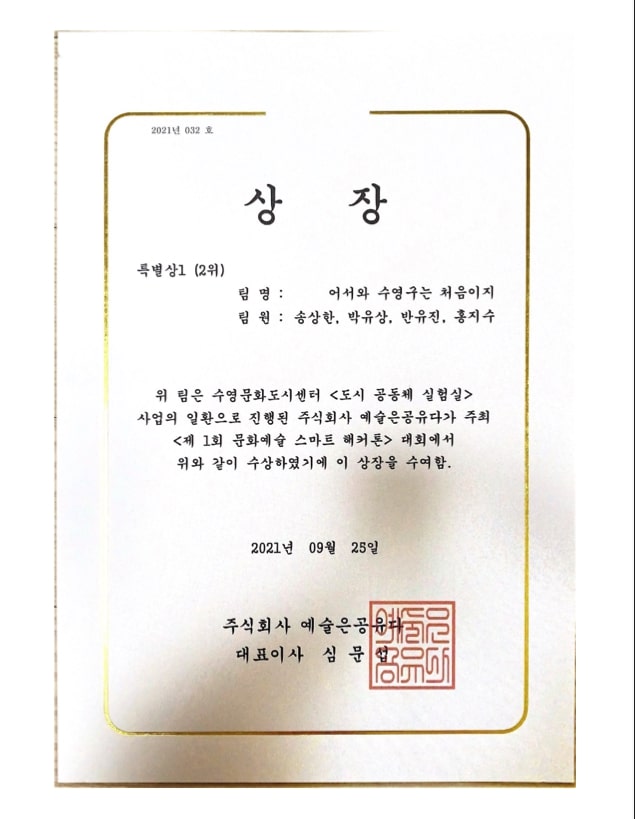 2021년 032 호
상 장
특별상1 (2위)
팀 명 : 어서와 수영구는 처음이지
팀 원 : 송상한, 박유상, 반유진, 홍지수
위 팀은 수영문화도시센터 <도시 공동체 실험실>
사업의 일환으로 진행된 주식회사 예술은공유다가 주최
<제 1회 문화예술 스마트 해커톤> 대회에서
위와 같이 수상하였기에 이 상장을 수여함.
2021년 09월 25일
주식회사 예술은공유다
대표이사 심 문 섭